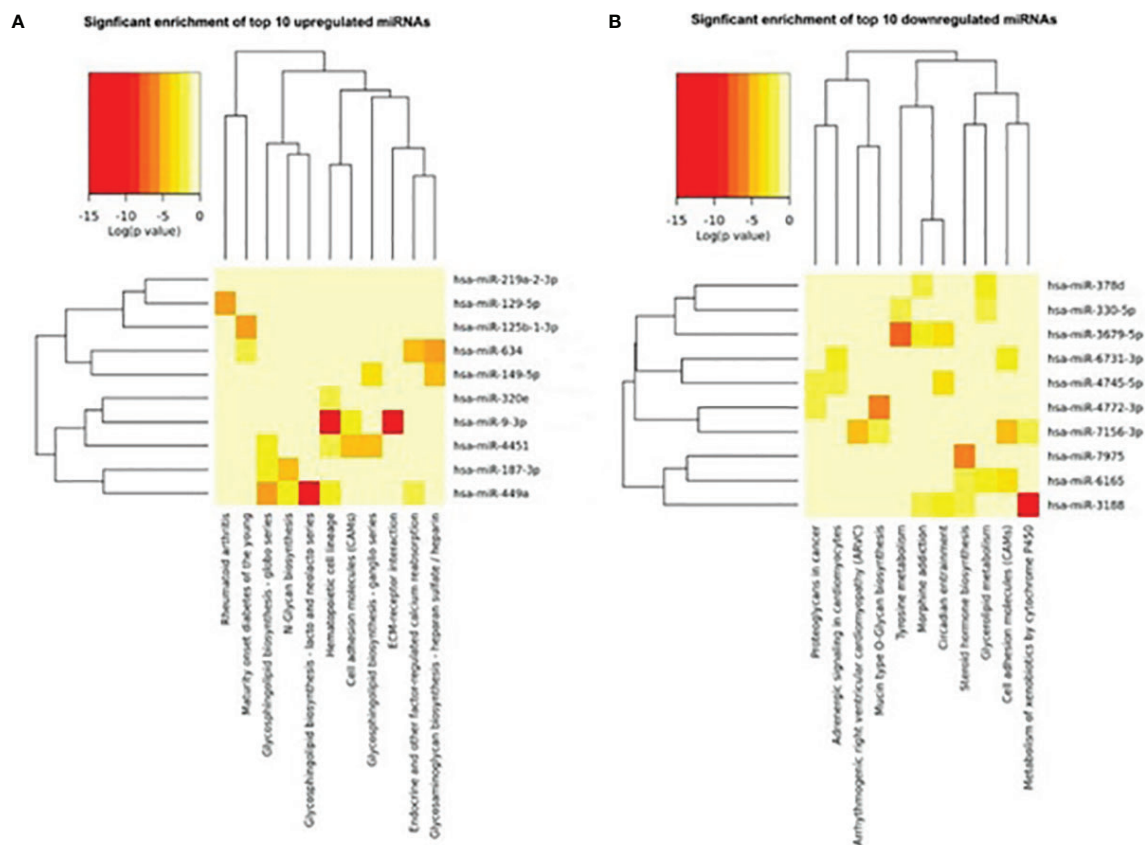 A
Signficant enrichment of top 10 upregulated miRNAs
-15 -10 -5 0
Log(p value)
hsa-miR-219a-2-3p
hsa-miR-129-5p
hsa-miR-125b-1-3p
hsa-miR-634
hsa-miR-149-5p
hsa-miR-320e
hsa-miR-9-3p
hsa-miR-4451
hsa-miR-187-3p
hsa-miR-449a
Rheumatoid arthritis
Maturity onset diabetes of the young
Glycosphingolipid biosynthesis - globo series
N-Glycan biosynthesis
Glycosphingolipid biosynthesis - lacto and neolacto series
Hematopoietic cell lineage
Cell adhesion molecules (CAMs)
Glycosphingolipid biosynthesis - ganglio series
ECM-receptor interaction
Endocrine and other factor-regulated calcium reabsorption
Glycosaminoglycan biosynthesis - heparan sulfate / heparin
B
Signficant enrichment of top 10 downregulated miRNAs
-15 -10 -5 0
Log(p value)
hsa-miR-378d
hsa-miR-330-5p
hsa-miR-3679-5p
hsa-miR-6731-3p
hsa-miR-4745-5p
hsa-miR-4772-3p
hsa-miR-7156-3p
hsa-miR-7975
hsa-miR-6165
hsa-miR-3188
Proteoglycans in cancer
Adrenergic signaling in cardiomyocytes
Arrhythmogenic right ventricular cardiomyopathy (ARVC)
Mucin type O-Glycan biosynthesis
Tyrosine metabolism
Morphine addiction
Circadian entrainment
Steroid hormone biosynthesis
Glycerolipid metabolism
Cell adhesion molecules (CAMs)
Metabolism of xenobiotics by cytochrome P450